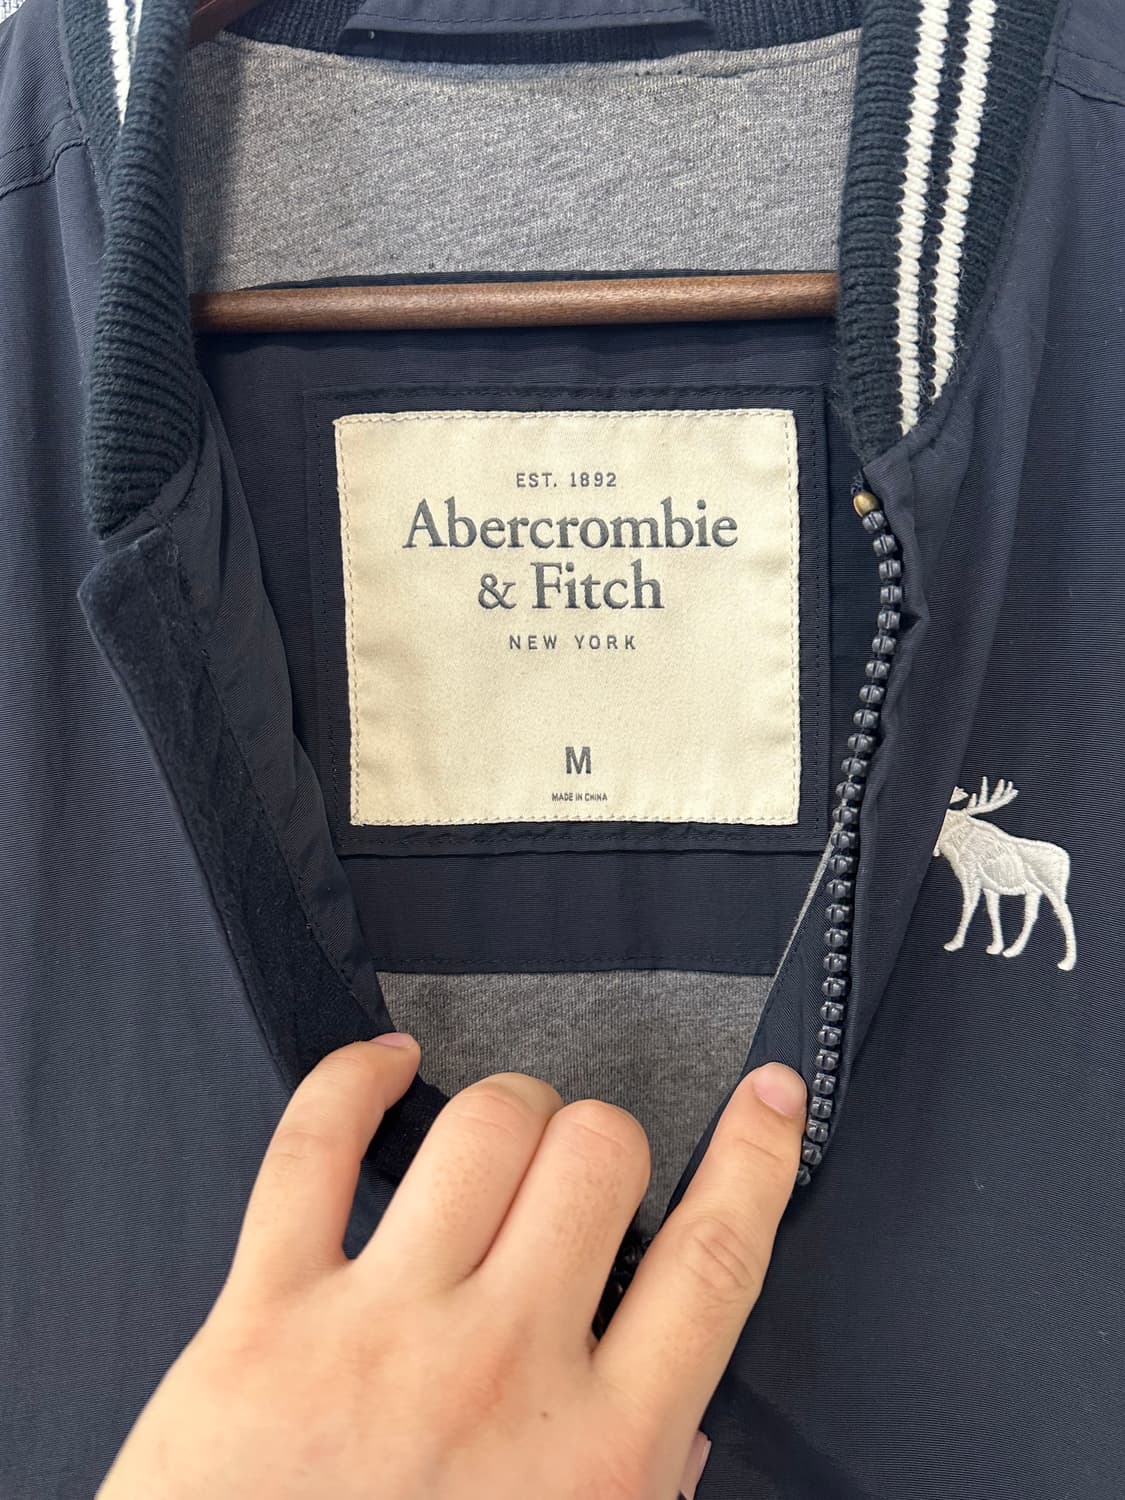 EST. 1892
Abercrombie
& Fitch
NEW YORK
M
MADE IN CHINA